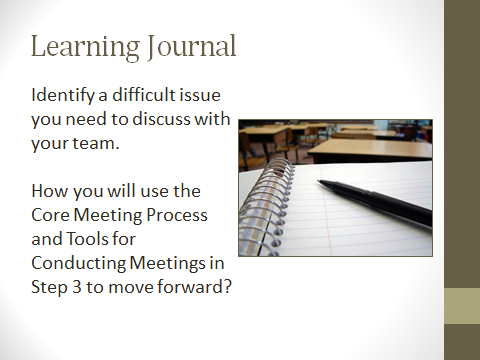 Learning Journal
Identify a difficult issue
you need to discuss with
your team.
How you will use the
Core Meeting Process
and Tools for
Conducting Meetings in
Step 3 to move forward?